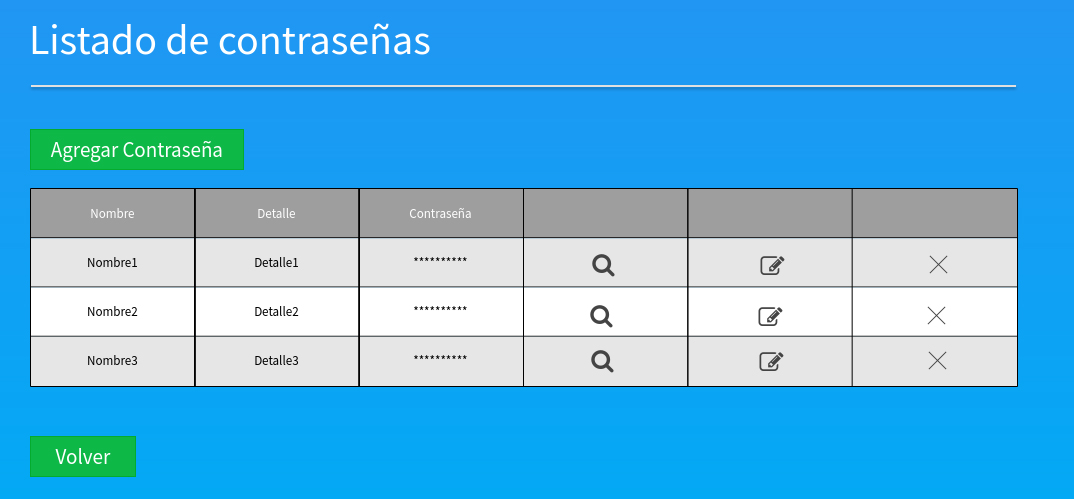 Listado de contraseñas
Agregar Contraseña
Nombre Detalle Contraseña
Nombre1 Detalle1 **********
Nombre2 Detalle2 **********
Nombre3 Detalle3 **********
Volver